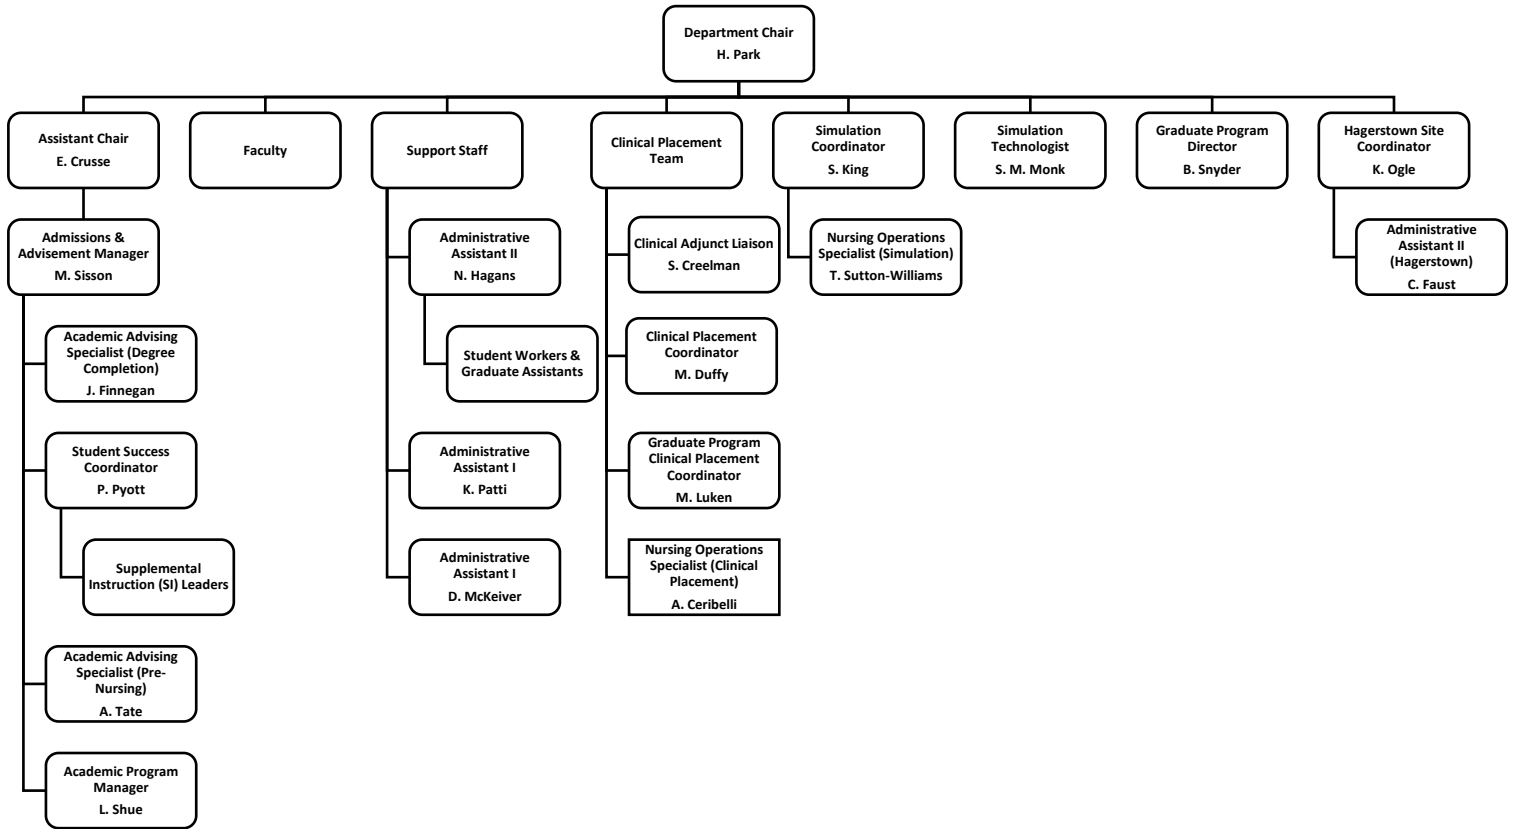 Department Chair
H. Park
Assistant Chair
E. Crusse
Faculty
Support Staff
Clinical Placement
Team
Simulation
Coordinator
S. King
Simulation
Technologist
S. M. Monk
Graduate Program
Director
B. Snyder
Hagerstown Site
Coordinator
K. Ogle
Admissions &
Advisement Manager
M. Sisson
Academic Advising
Specialist (Degree
Completion)
J. Finnegan
Student Success
Coordinator
P. Pyott
Supplemental
Instruction (SI) Leaders
Academic Advising
Specialist (Pre-
Nursing)
A. Tate
Academic Program
Manager
L. Shue
Administrative
Assistant II
N. Hagans
Student Workers &
Graduate Assistants
Administrative
Assistant I
K. Patti
Administrative
Assistant I
D. McKeiver
Clinical Adjunct Liaison
S. Creelman
Clinical Placement
Coordinator
M. Duffy
Graduate Program
Clinical Placement
Coordinator
M. Luken
Nursing Operations
Specialist (Clinical
Placement)
A. Ceribelli
Nursing Operations
Specialist (Simulation)
T. Sutton-Williams
Administrative
Assistant II
(Hagerstown)
C. Faust